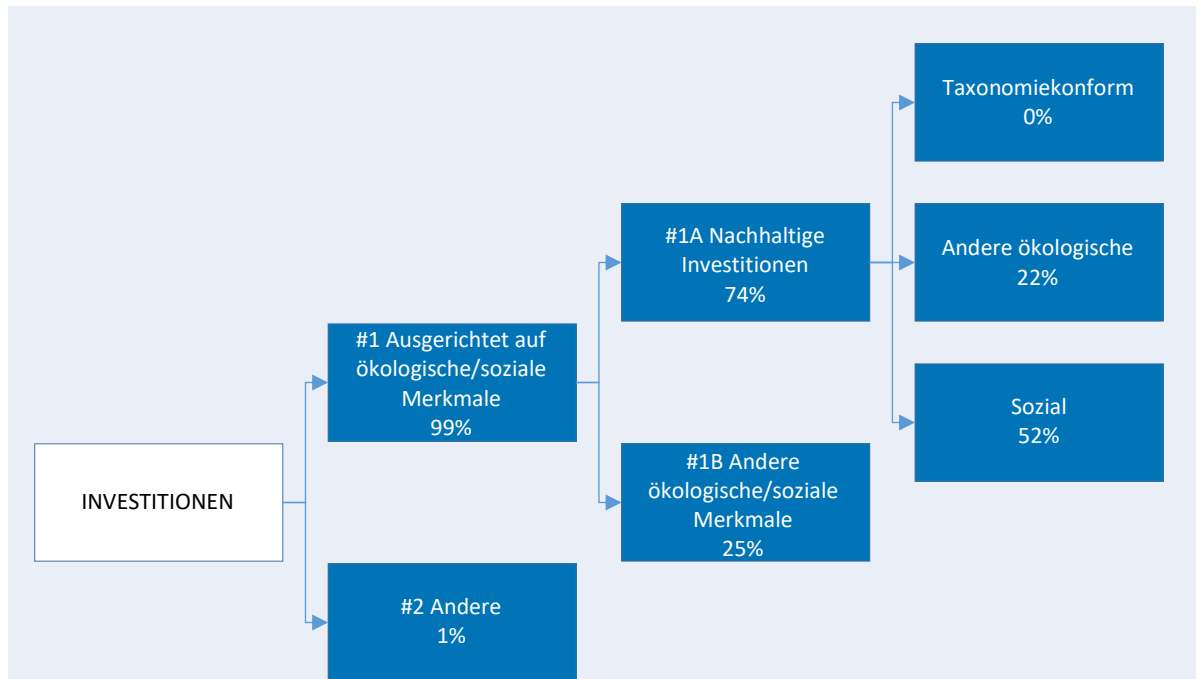 INVESTITIONEN
#1 Ausgerichtet auf
ökologische/soziale
Merkmale
99%
#2 Andere
1%
#1A Nachhaltige
Investitionen
74%
#1B Andere
ökologische/soziale
Merkmale
25%
Taxonomiekonform
0%
Andere ökologische
22%
Sozial
52%